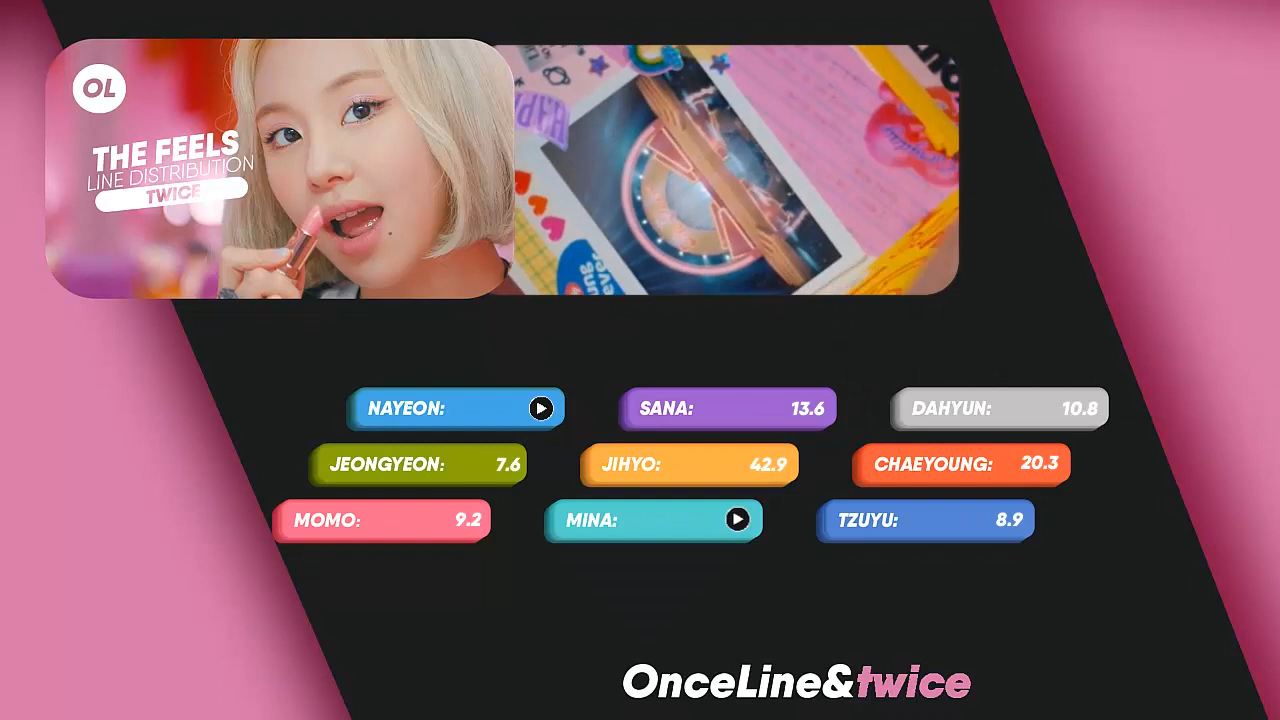 OL
THE FEELS
LINE DISTRIBUTION
TWICE
NAYEON:
SANA: 13.6
DAHYUN: 10.8
JEONGYEON: 7.6
JIHYO: 42.9
CHAEYOUNG: 20.3
MOMO: 9.2
MINA:
TZUYU: 8.9
OnceLine&twice